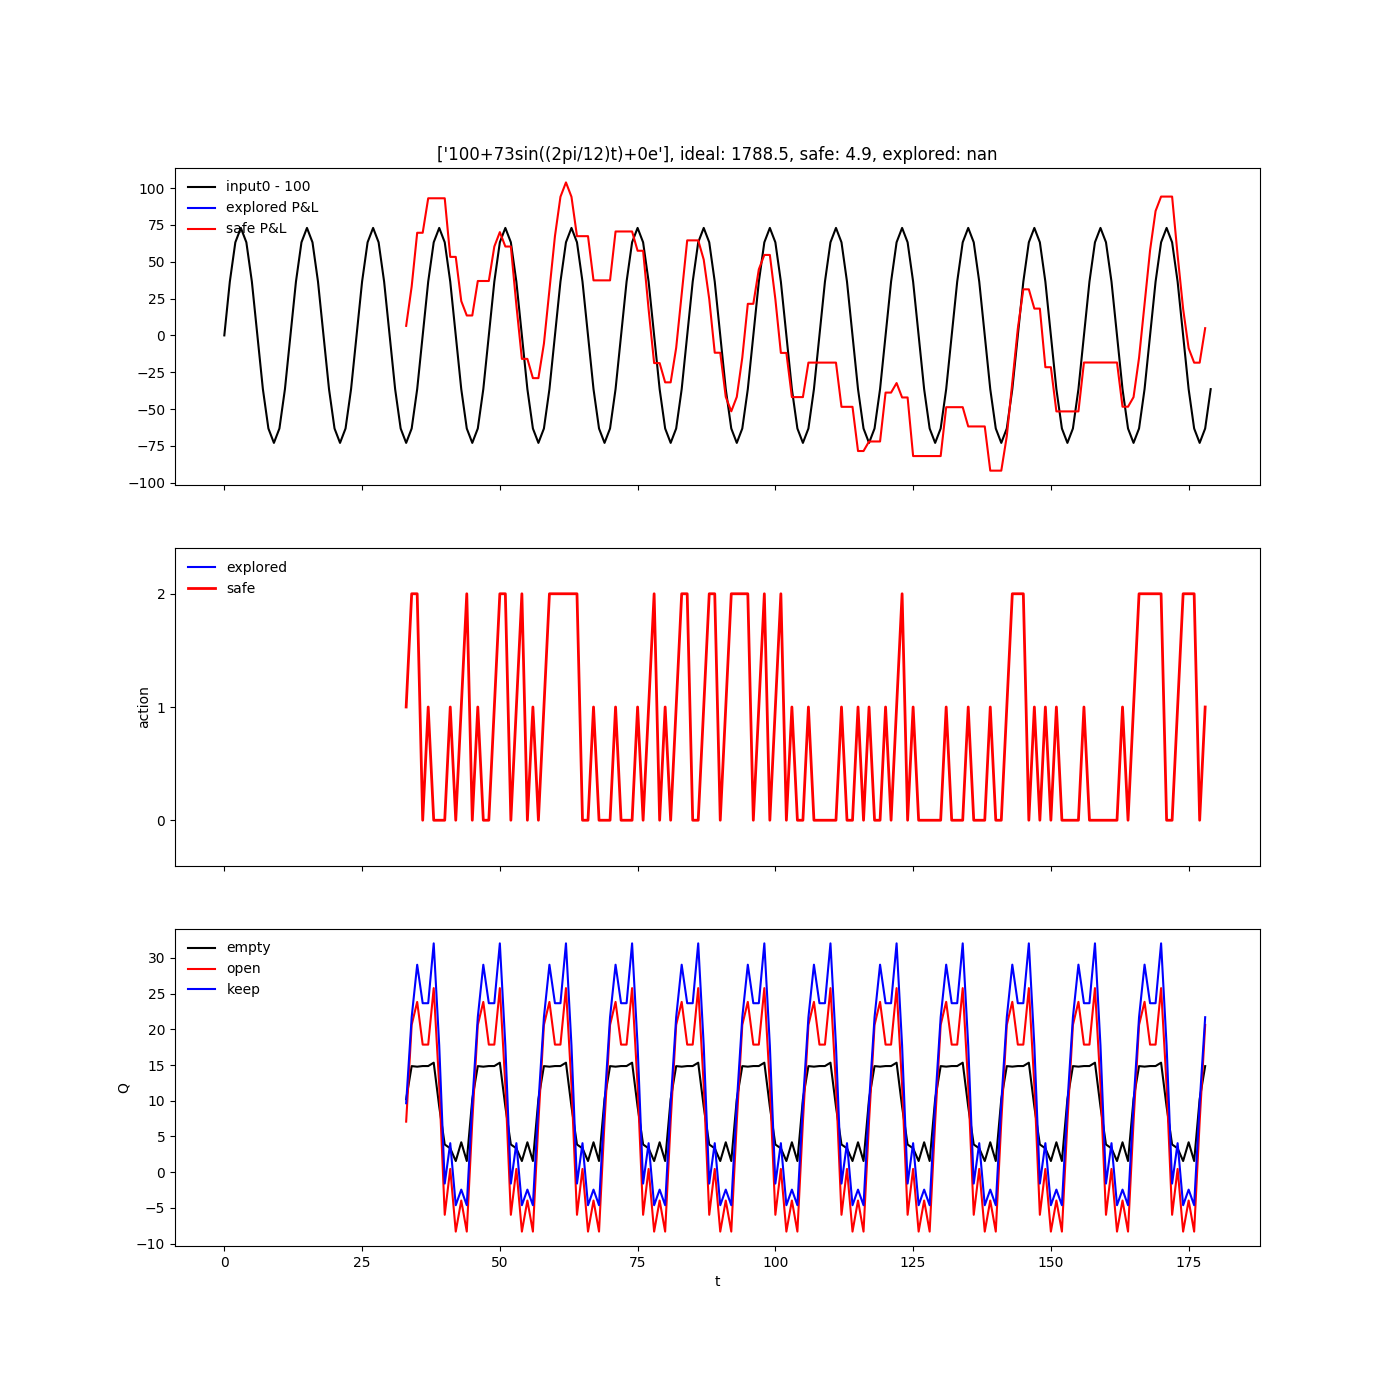 ['100+73sin((2pi/12)t)+0e'], ideal: 1788.5, safe: 4.9, explored: nan
input0 - 100
explored P&L
safe P&L
100
75
50
25
0
−25
−50
−75
−100
explored
safe
2
1
0
action
empty
open
keep
30
25
20
15
10
5
0
−5
−10
Q
0 25 50 75 100 125 150 175
t